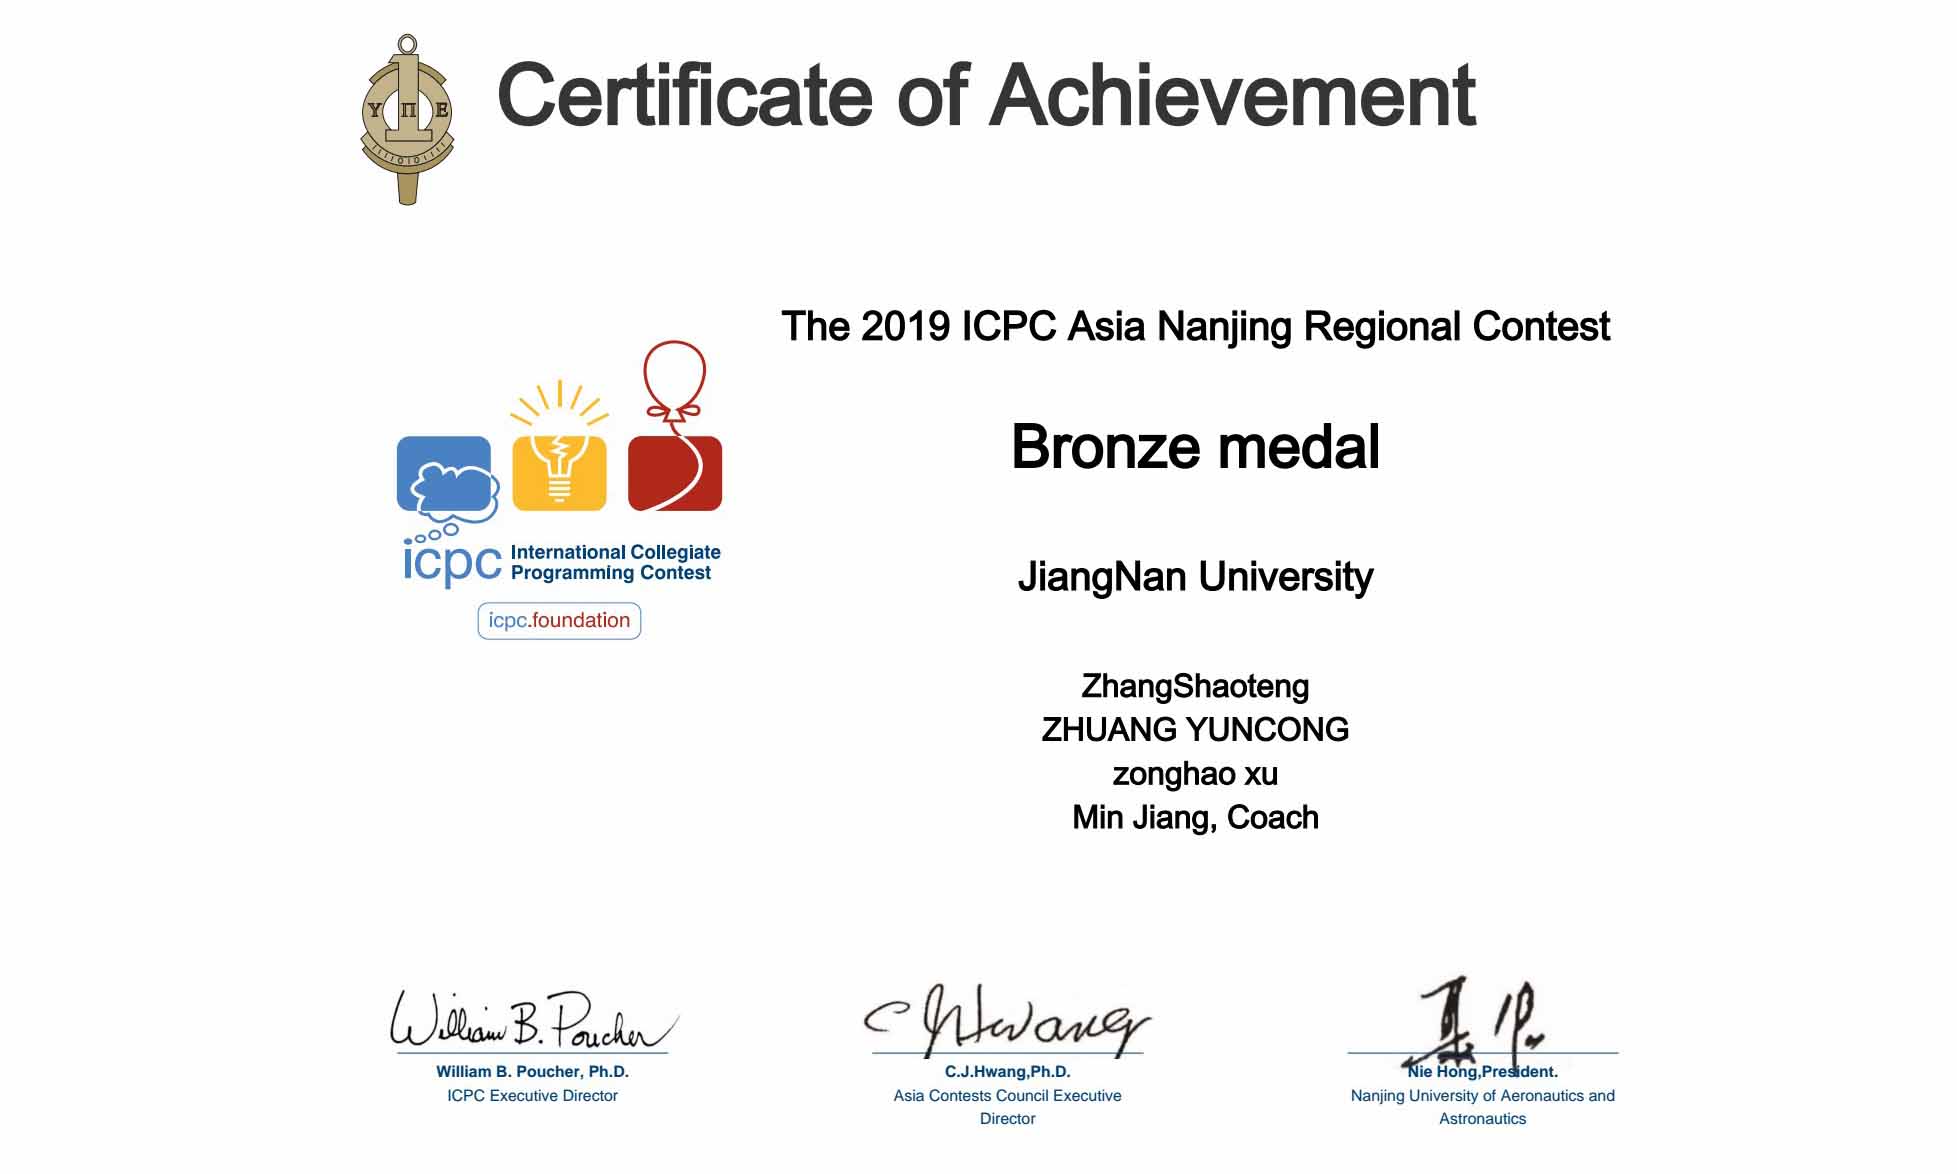 Certificate of Achievement
Υ Π Ε
The 2019 ICPC Asia Nanjing Regional Contest
Bronze medal
JiangNan University
icpc International Collegiate
Programming Contest
icpc.foundation
ZhangShaoteng
ZHUANG YUNCONG
zonghao xu
Min Jiang, Coach
William B. Poucher
C J Hwang
William B. Poucher, Ph.D.
ICPC Executive Director
C.J.Hwang,Ph.D.
Asia Contests Council Executive
Director
Nie Hong,President.
Nanjing University of Aeronautics and
Astronautics